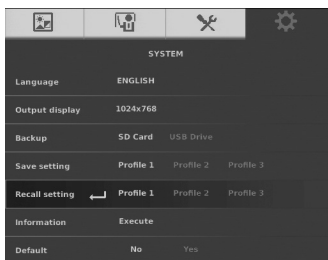 SYSTEM
Language ENGLISH
Output display 1024x768
Backup SD Card USB Drive
Save setting Profile 1 Profile 2 Profile 3
Recall setting Profile 1 Profile 2 Profile 3
Information Execute
Default No Yes